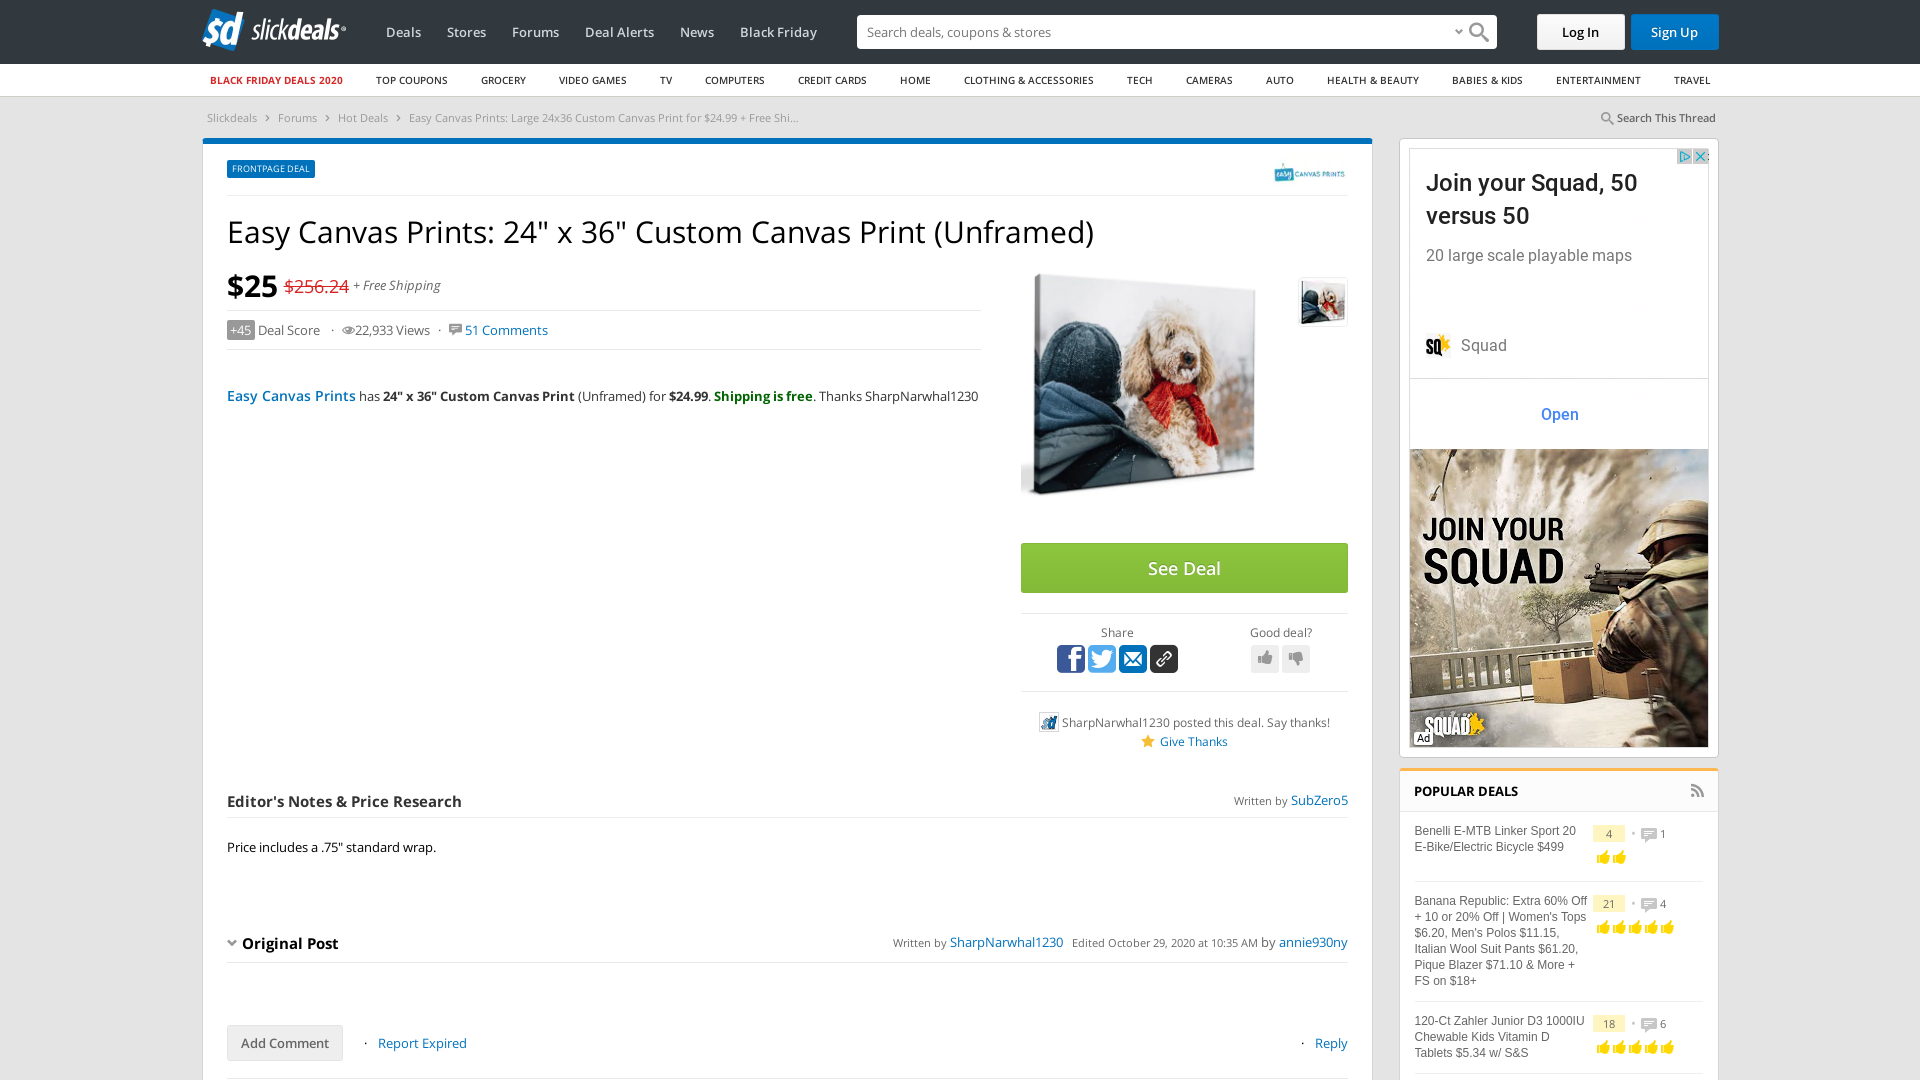 slickdeals
Deals
Stores
Forums
Deal Alerts
News
Black Friday
Search deals, coupons & stores
Log In
Sign Up
BLACK FRIDAY DEALS 2020
TOP COUPONS
GROCERY
VIDEO GAMES
TV
COMPUTERS
CREDIT CARDS
HOME
CLOTHING & ACCESSORIES
TECH
CAMERAS
AUTO
HEALTH & BEAUTY
BABIES & KIDS
ENTERTAINMENT
TRAVEL
Slickdeals › Forums › Hot Deals › Easy Canvas Prints: Large 24x36 Custom Canvas Print for $24.99 + Free Shi...
Search This Thread
FRONTPAGE DEAL
easy CANVAS PRINTS
Easy Canvas Prints: 24" x 36" Custom Canvas Print (Unframed)
$25 $256.24 + Free Shipping
+45 Deal Score · 22,933 Views · 51 Comments
Easy Canvas Prints has 24" x 36" Custom Canvas Print (Unframed) for $24.99. Shipping is free. Thanks SharpNarwhal1230
See Deal
Share
Good deal?
SharpNarwhal1230 posted this deal. Say thanks!
Give Thanks
Editor's Notes & Price Research
Written by SubZero5
Price includes a .75" standard wrap.
Original Post
Written by SharpNarwhal1230 Edited October 29, 2020 at 10:35 AM by annie930ny
Add Comment
· Report Expired
· Reply
Join your Squad, 50
versus 50
20 large scale playable maps
SQ
Squad
Open
JOIN YOUR
SQUAD
SQUAD
Ad
POPULAR DEALS
Benelli E-MTB Linker Sport 20
E-Bike/Electric Bicycle $499
4 • 1
Banana Republic: Extra 60% Off
+ 10 or 20% Off | Women's Tops
$6.20, Men's Polos $11.15,
Italian Wool Suit Pants $61.20,
Pique Blazer $71.10 & More +
FS on $18+
21 • 4
120-Ct Zahler Junior D3 1000IU
Chewable Kids Vitamin D
Tablets $5.34 w/ S&S
18 • 6